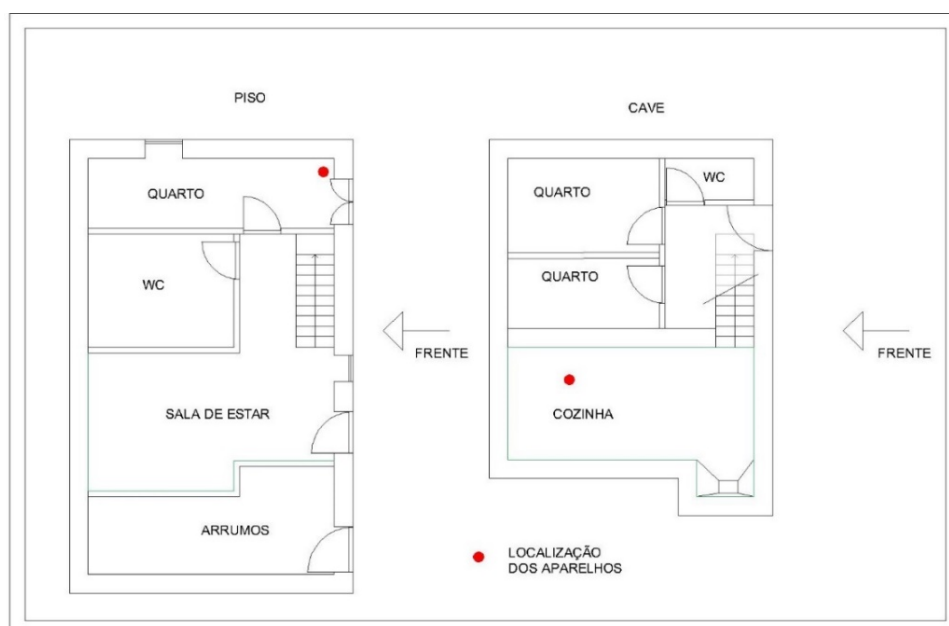 PISO
CAVE
QUARTO
WC
FRENTE
SALA DE ESTAR
ARRUMOS
WC
QUARTO
QUARTO
FRENTE
COZINHA
LOCALIZAÇÃO
DOS APARELHOS